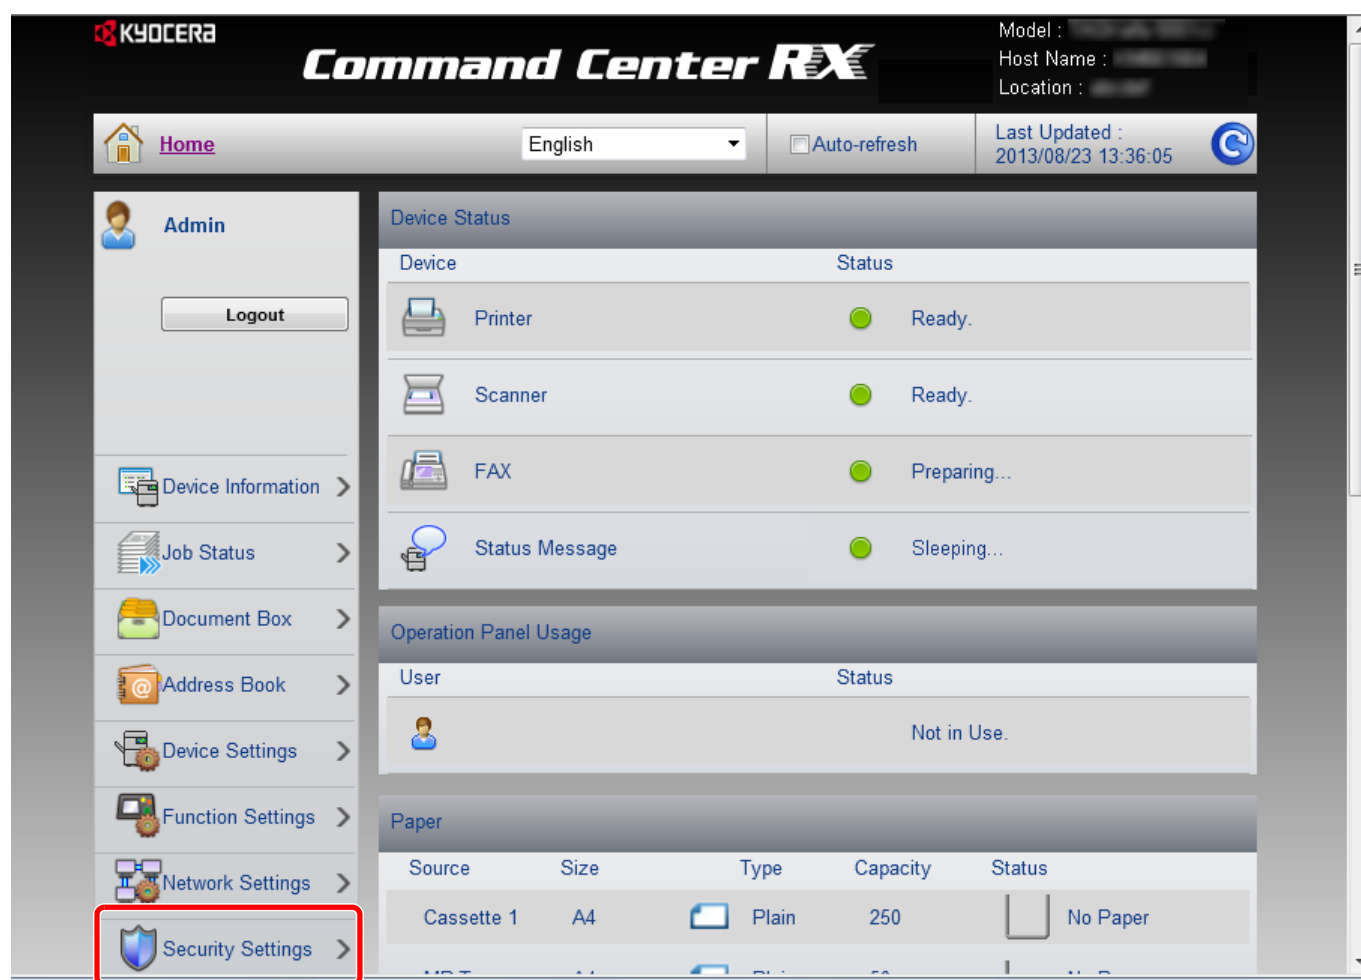 KYOCERA
Command Center RX
Model :
Host Name :
Location :
Home
English
Auto-refresh
Last Updated :
2013/08/23 13:36:05
Admin
Logout
Device Information
Job Status
Document Box
Address Book
Device Settings
Function Settings
Network Settings
Security Settings
Device Status
Device Status
Printer Ready.
Scanner Ready.
FAX Preparing...
Status Message Sleeping...
Operation Panel Usage
User Status
Not in Use.
Paper
Source Size Type Capacity Status
Cassette 1 A4 Plain 250 No Paper